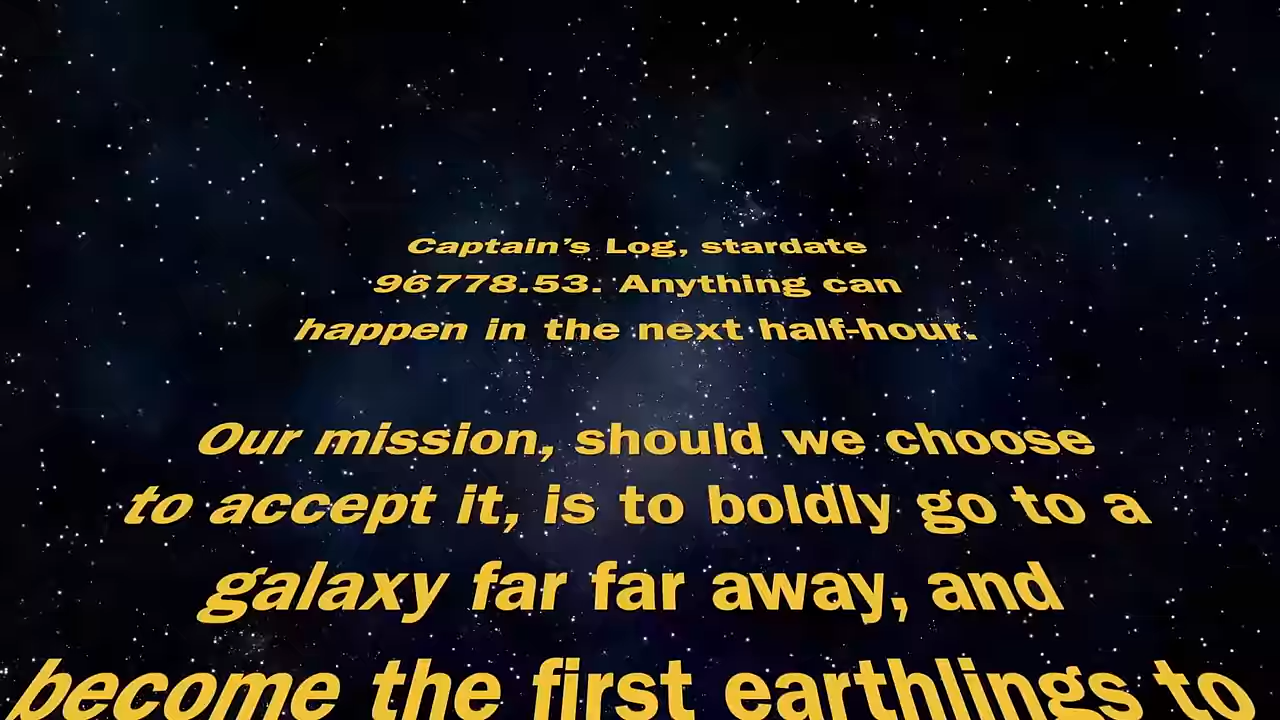 Captain's Log, stardate
96778.53. Anything can
happen in the next half-hour.
Our mission, should we choose
to accept it, is to boldly go to a
galaxy far far away, and
become the first earthlings to